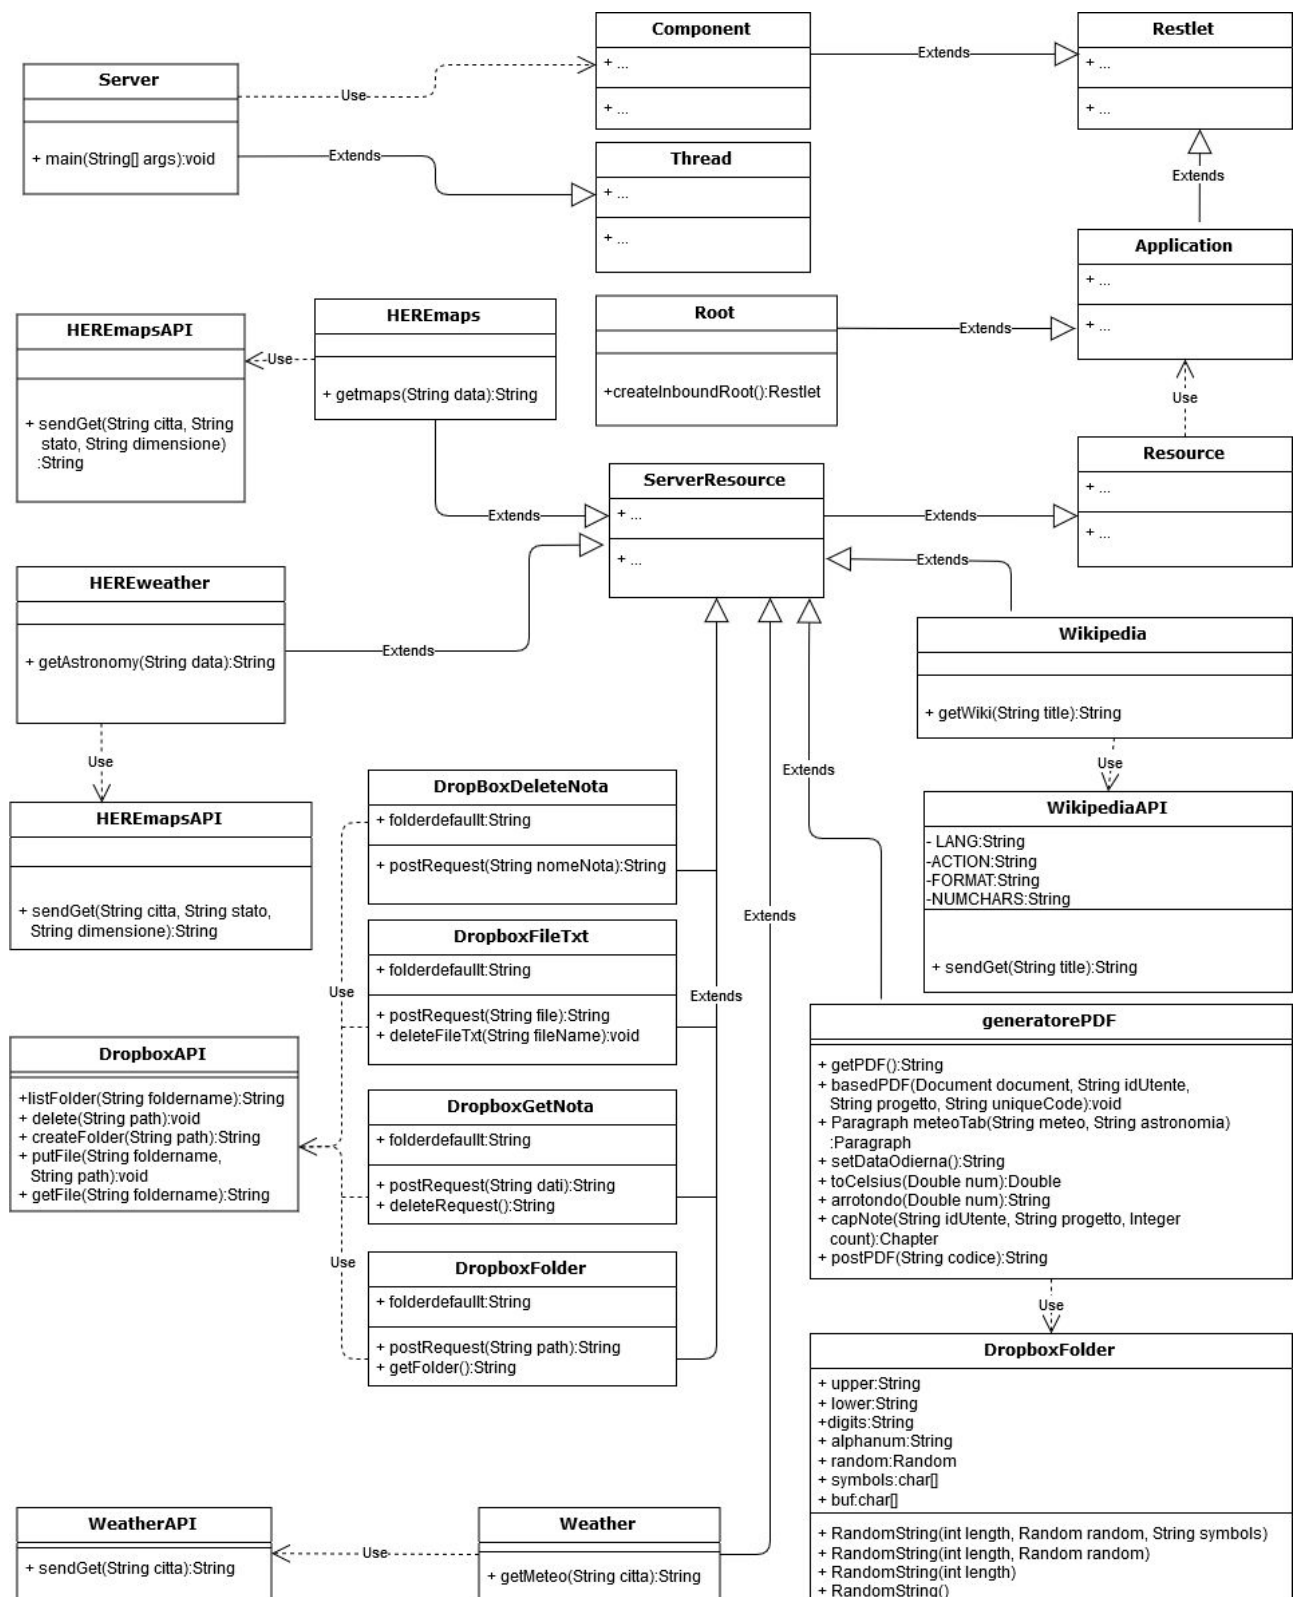 Component
+ ...
+ ...
Extends
Restlet
+ ...
+ ...
Server
+ main(String[] args):void
Use
Extends
Thread
+ ...
+ ...
Extends
Application
+ ...
+ ...
HEREmapsAPI
+ sendGet(String citta, String
stato, String dimensione)
:String
Use
HEREmaps
+ getmaps(String data):String
Root
+createInboundRoot():Restlet
Extends
Use
Resource
+ ...
+ ...
ServerResource
+ ...
+ ...
Extends
Extends
Extends
HEREweather
+ getAstronomy(String data):String
Extends
Wikipedia
+ getWiki(String title):String
Use
Use
HEREmapsAPI
+ sendGet(String citta, String stato,
String dimensione):String
DropBoxDeleteNota
+ folderdefaullt:String
+ postRequest(String nomeNota):String
Extends
WikipediaAPI
- LANG:String
-ACTION:String
-FORMAT:String
-NUMCHARS:String
+ sendGet(String title):String
Extends
DropboxFileTxt
+ folderdefaullt:String
+ postRequest(String file):String
+ deleteFileTxt(String fileName):void
Use
Extends
DropboxAPI
+listFolder(String foldername):String
+ delete(String path):void
+ createFolder(String path):String
+ putFile(String foldername,
String path):void
+ getFile(String foldername):String
DropboxGetNota
+ folderdefaullt:String
+ postRequest(String dati):String
+ deleteRequest():String
generatorePDF
+ getPDF():String
+ basedPDF(Document document, String idUtente,
String progetto, String uniqueCode):void
+ Paragraph meteoTab(String meteo, String astronomia)
:Paragraph
+ setDataOdierna():String
+ toCelsius(Double num):Double
+ arrotondo(Double num):String
+ capNote(String idUtente, String progetto, Integer
count):Chapter
+ postPDF(String codice):String
Use
DropboxFolder
+ folderdefaullt:String
+ postRequest(String path):String
+ getFolder():String
Use
DropboxFolder
+ upper:String
+ lower:String
+digits:String
+ alphanum:String
+ random:Random
+ symbols:char[]
+ buf:char[]
+ RandomString(int length, Random random, String symbols)
+ RandomString(int length, Random random)
+ RandomString(int length)
+ RandomString()
WeatherAPI
+ sendGet(String citta):String
Use
Weather
+ getMeteo(String citta):String